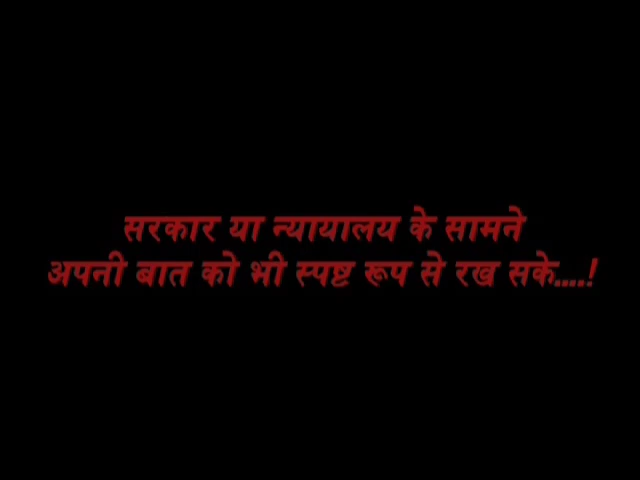 सरकार या न्यायालय के सामने
अपनी बात को भी स्पष्ट रूप से रख सके....!